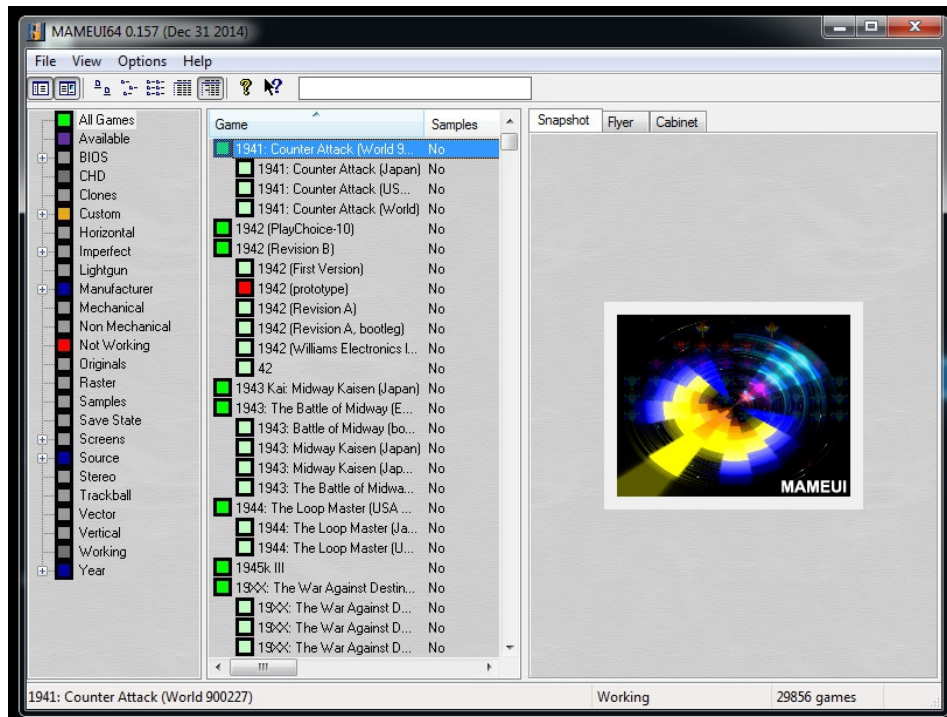 MAMEUI64 0.157 (Dec 31 2014)
File View Options Help
All Games
Available
BIOS
CHD
Clones
Custom
Horizontal
Imperfect
Lightgun
Manufacturer
Mechanical
Non Mechanical
Not Working
Originals
Raster
Samples
Save State
Screens
Source
Stereo
Trackball
Vector
Vertical
Working
Year
Game Samples
1941: Counter Attack (World 9... No
1941: Counter Attack (Japan) No
1941: Counter Attack (US... No
1941: Counter Attack (World) No
1942 (PlayChoice-10) No
1942 (Revision B) No
1942 (First Version) No
1942 (prototype) No
1942 (Revision A) No
1942 (Revision A, bootleg) No
1942 (Williams Electronics I... No
42 No
1943 Kai: Midway Kaisen (Japan) No
1943: The Battle of Midway (E... No
1943: Battle of Midway (bo... No
1943: Midway Kaisen (Japan) No
1943: Midway Kaisen (Jap... No
1943: The Battle of Midwa... No
1944: The Loop Master (USA ... No
1944: The Loop Master (Ja... No
1944: The Loop Master (U... No
1945k III No
19XX: The War Against Destin... No
19XX: The War Against D... No
19XX: The War Against D... No
19XX: The War Against D... No
Snapshot Flyer Cabinet
MAMEUI
1941: Counter Attack (World 900227) Working 29856 games